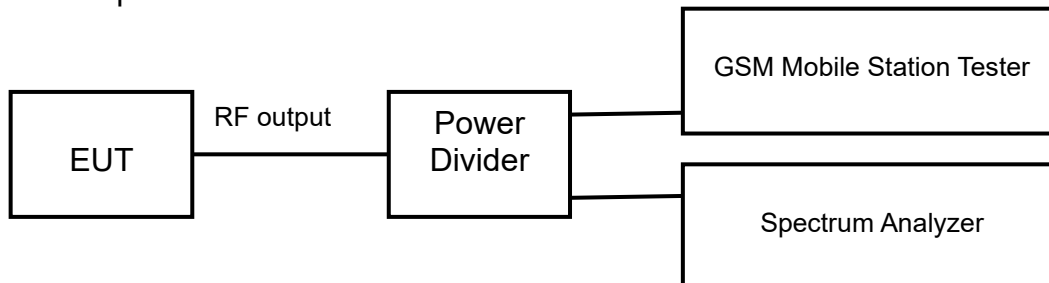 GSM Mobile Station Tester
RF output
EUT
Power
Divider
Spectrum Analyzer